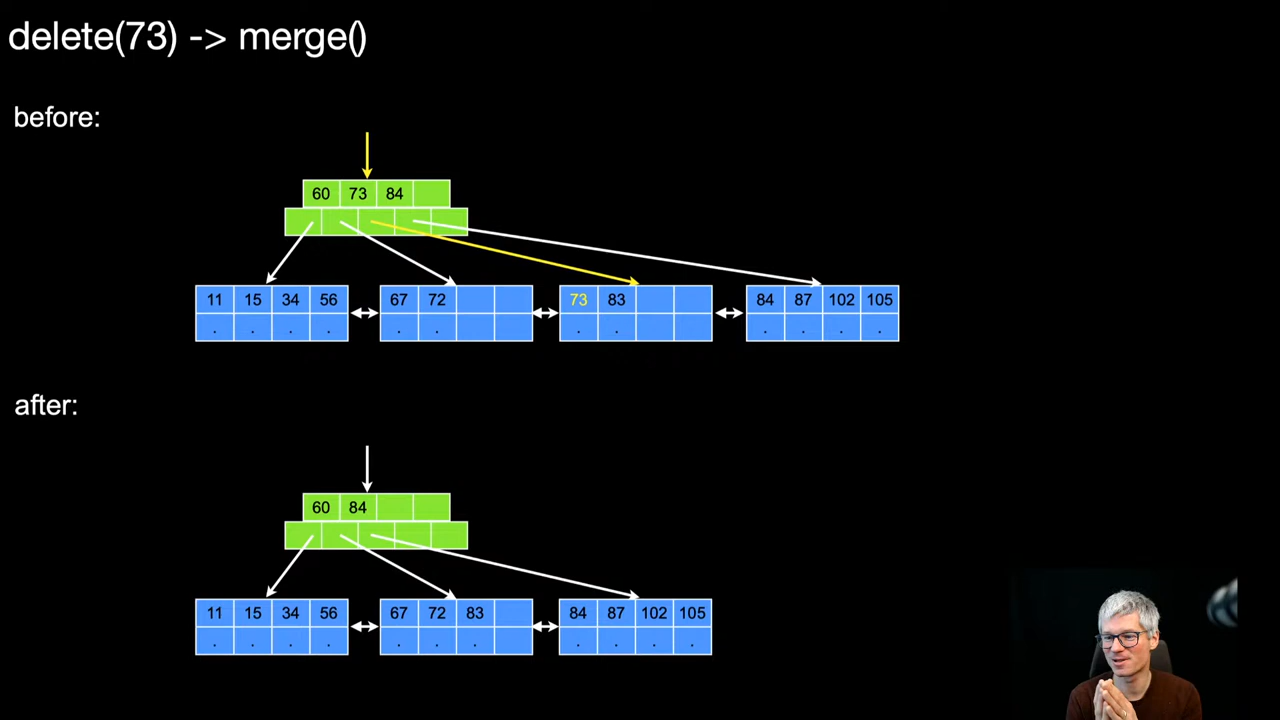 delete(73) -> merge()
before:
60 73 84
11 15 34 56 67 72 73 83 84 87 102 105
. . . . . . . . . . . .
after:
60 84
11 15 34 56 67 72 83 84 87 102 105
. . . . . . . . . . .